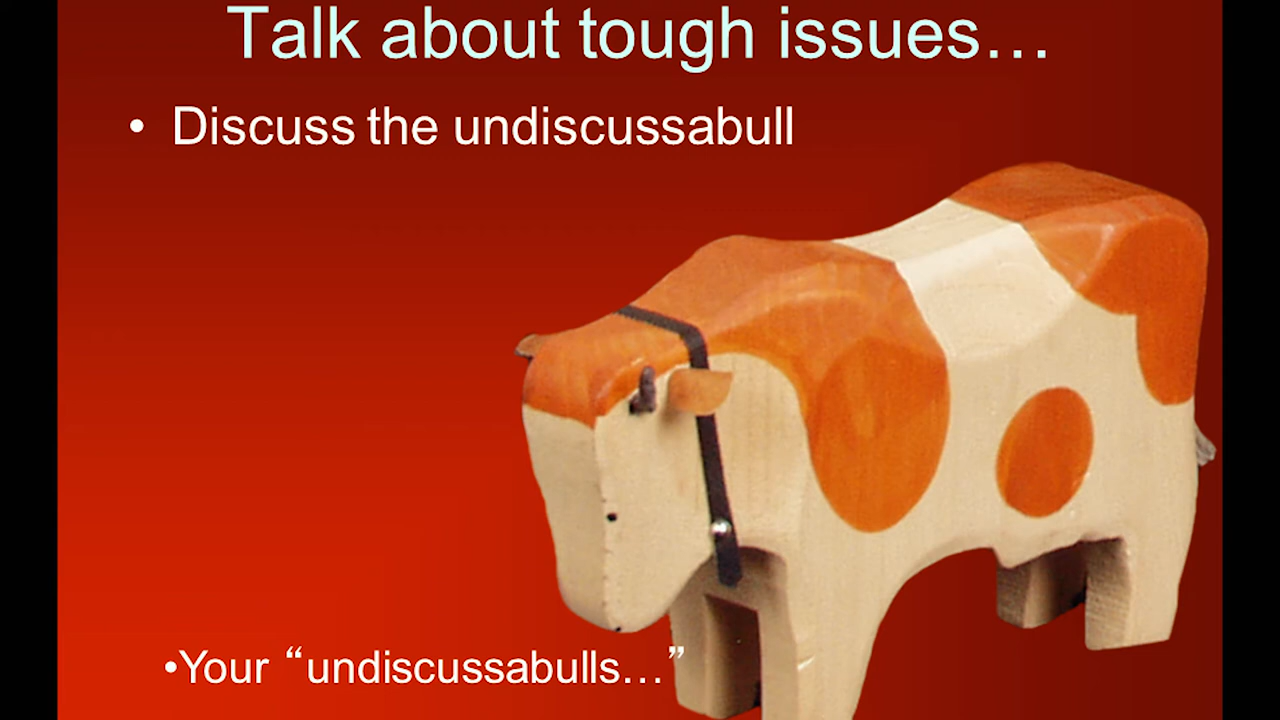 Talk about tough issues…
• Discuss the undiscussabull
•Your “undiscussabulls…”